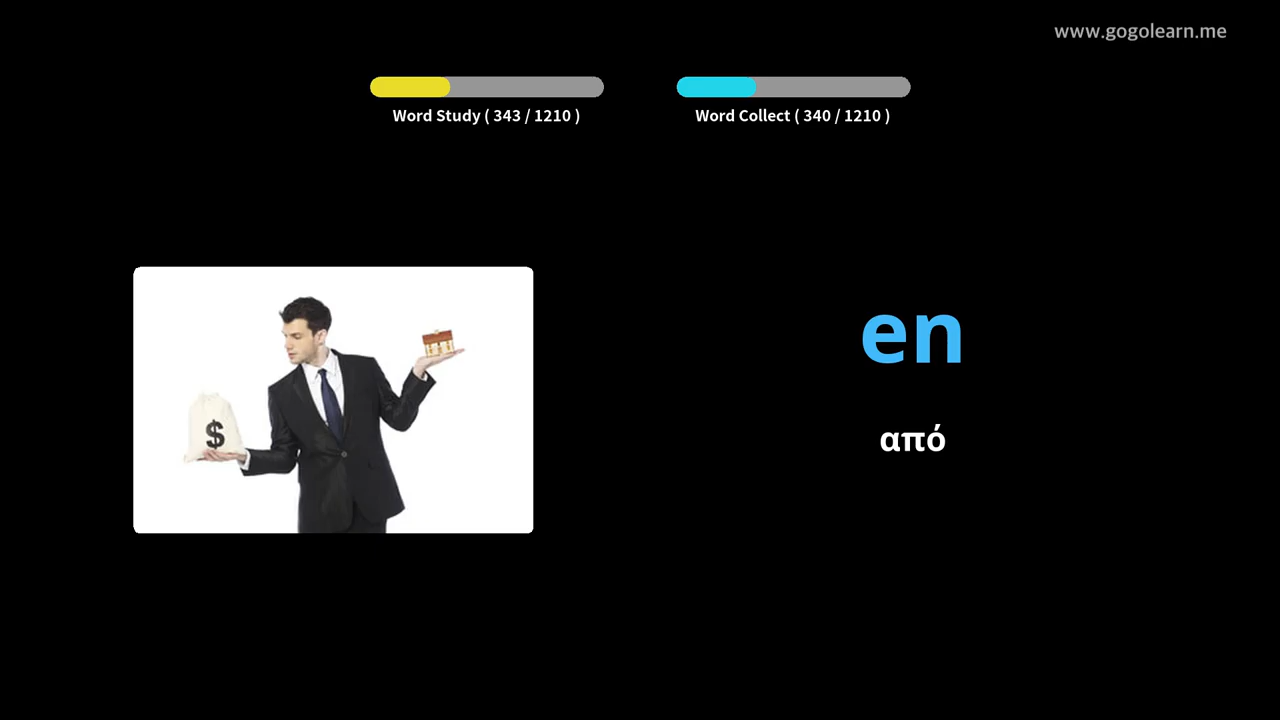 www.gogolearn.me
Word Study ( 343 / 1210 )
Word Collect ( 340 / 1210 )
$
en
από